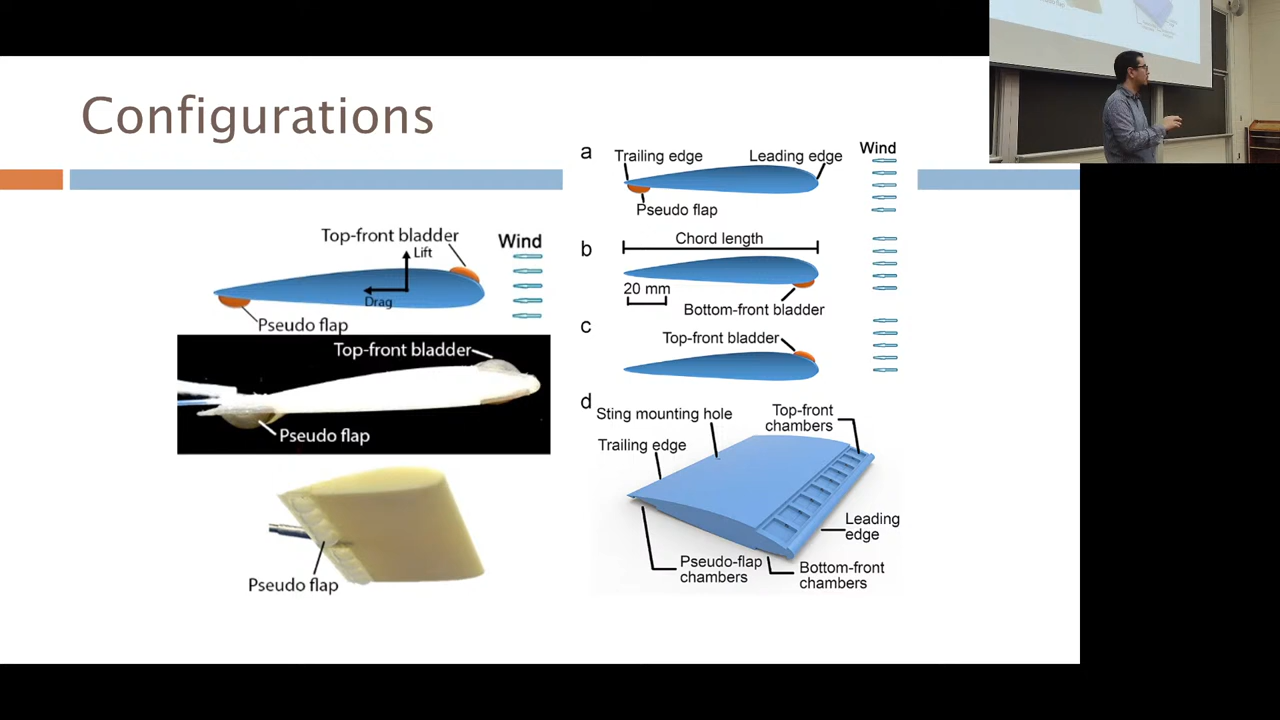 Configurations
Top-front bladder
Lift
Wind
Drag
Pseudo flap
Top-front bladder
Pseudo flap
Pseudo flap
a
Trailing edge
Leading edge
Wind
Pseudo flap
b
Chord length
20 mm
Bottom-front bladder
c
Top-front bladder
d
Sting mounting hole
Top-front
chambers
Trailing edge
Leading
edge
Pseudo-flap
chambers
Bottom-front
chambers